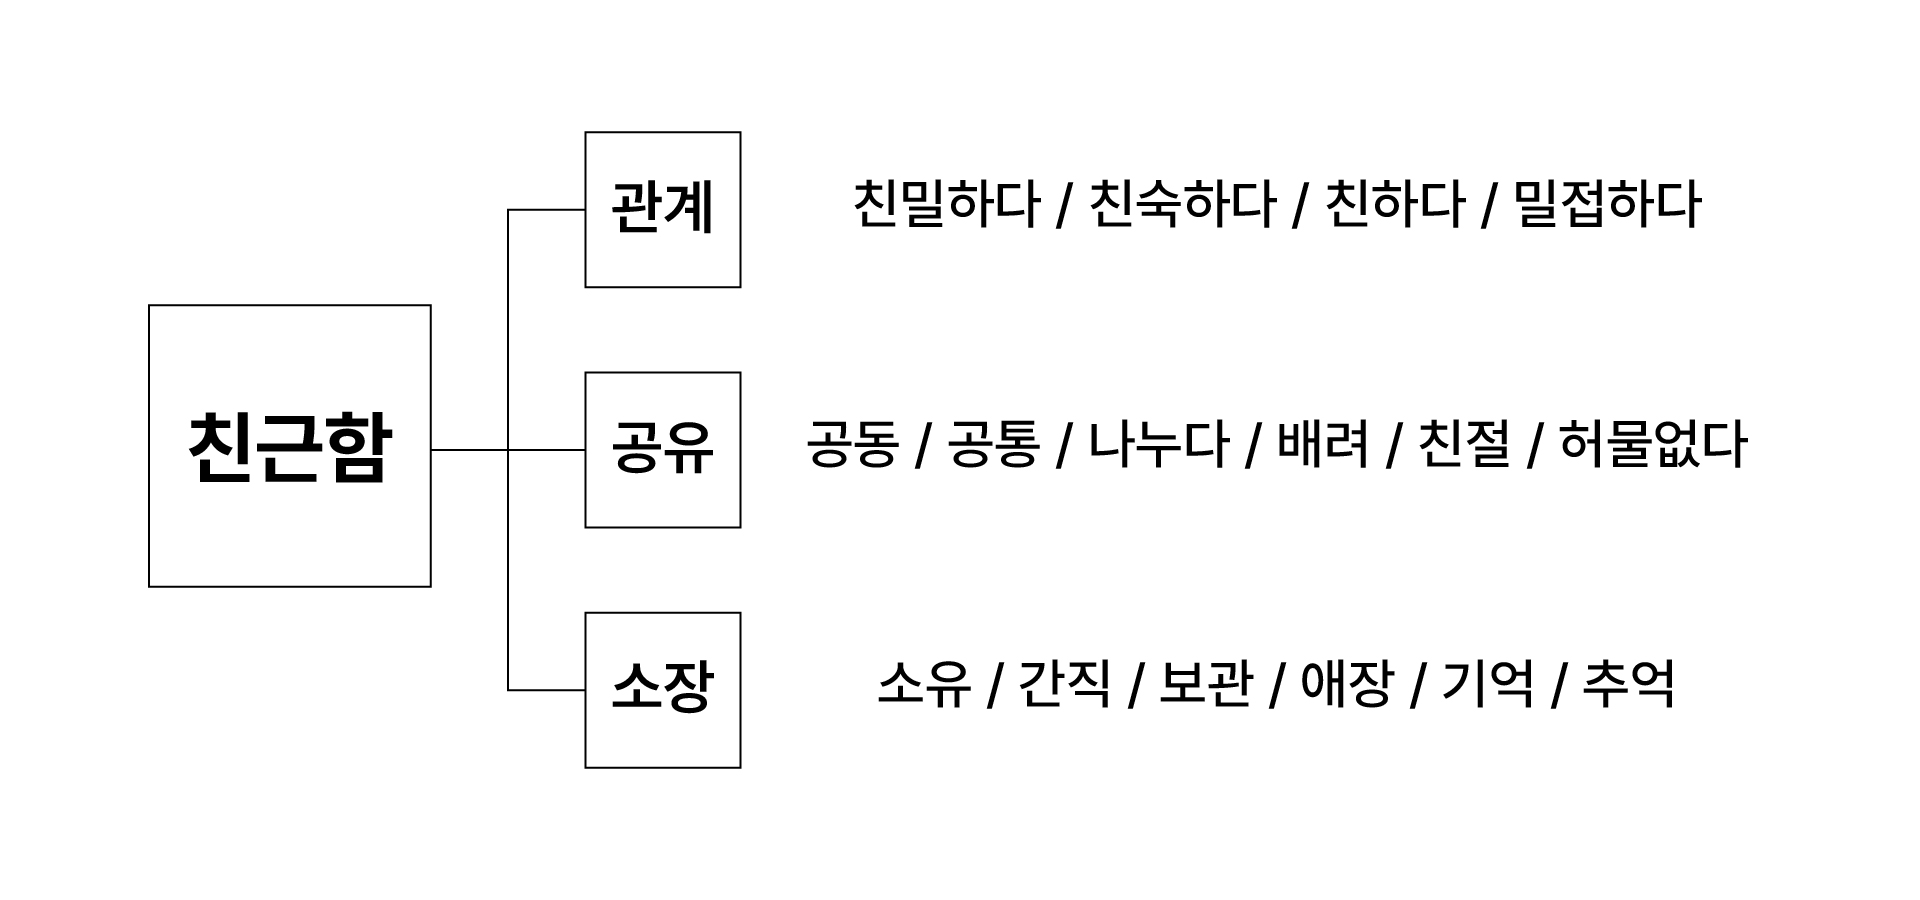 친근함
관계
친밀하다 / 친숙하다 / 친하다 / 밀접하다
공유
공동 / 공통 / 나누다 / 배려 / 친절 / 허물없다
소장
소유 / 간직 / 보관 / 애장 / 기억 / 추억